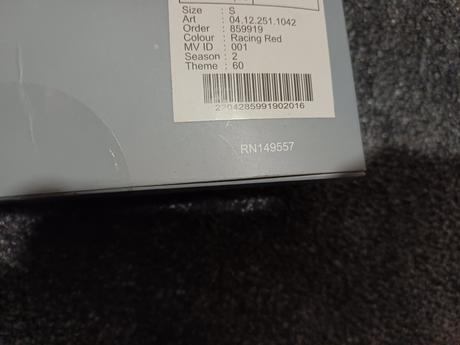 Size : S
Art : 04.12.251.1042
Order : 859919
Colour : Racing Red
MV ID : 001
Season : 2
Theme : 60
2204285991902016
RN149557